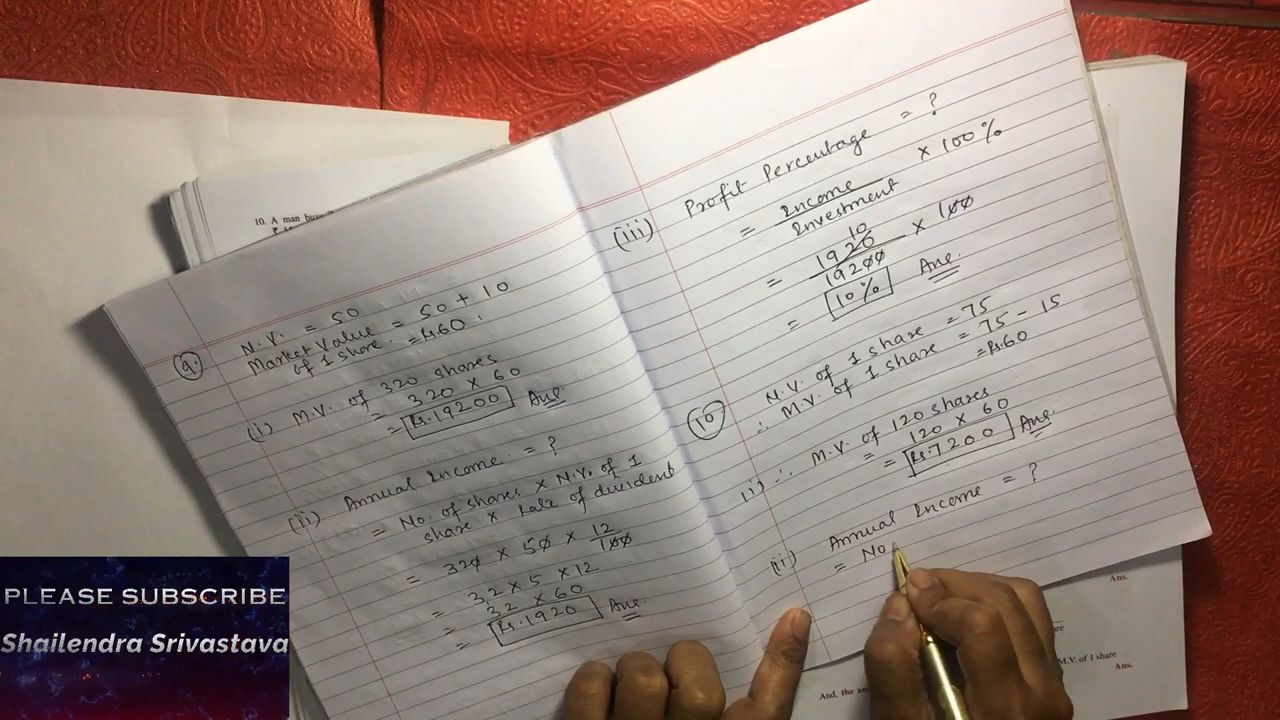 10. A man buys
9. N.V. = 50
Market Value = 50 + 10
of 1 share. = Rs.60.
(i) M.V. of 320 shares
= 320 × 60
= Rs.19200 Ans.
(ii) Annual Income = ?
= No. of shares × N.V. of 1
share × rate of divident
= 320 × 50 × 12/100
= 32 × 5 × 12
= 32 × 60
= Rs.1920 Ans.
(iii) Profit Percentage = ?
= Income/Investment × 100%
10
= 1920/19200 × 100
= 10% Ans.
10 N.V. of 1 share = 75
∴ M.V. of 1 share = 75 - 15
= Rs.60
(i) ∴ M.V. of 120 shares
= 120 × 60
= Rs.7200 Ans.
(ii) Annual Income = ?
= No
Ans.
M.V. of 1 share
Ans.
And, the
PLEASE SUBSCRIBE
Shailendra Srivastava